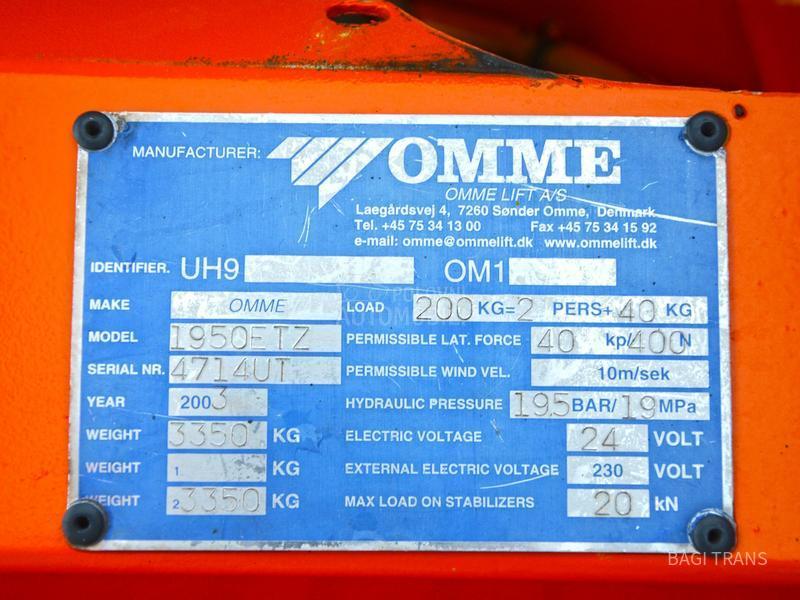 MANUFACTURER: OMME
OMME LIFT A/S
Laegårdsvej 4, 7260 Sønder Omme, Denmark
Tel. +45 75 34 13 00 Fax +45 75 34 15 92
e-mail: omme@ommelift.dk www.ommelift.dk
IDENTIFIER. UH9 OM1
MAKE OMME LOAD 200 KG=2 PERS+ 40 KG
MODEL 1950ETZ PERMISSIBLE LAT. FORCE 40 kp/400 N
SERIAL NR. 4714UT PERMISSIBLE WIND VEL. 10m/sek
YEAR 2003 HYDRAULIC PRESSURE 195 BAR/ 19 MPa
WEIGHT 3350 KG ELECTRIC VOLTAGE 24 VOLT
WEIGHT 1 KG EXTERNAL ELECTRIC VOLTAGE 230 VOLT
WEIGHT 2 3350 KG MAX LOAD ON STABILIZERS 20 kN
POLOVNI
AUTOMOBILI
BAGI TRANS